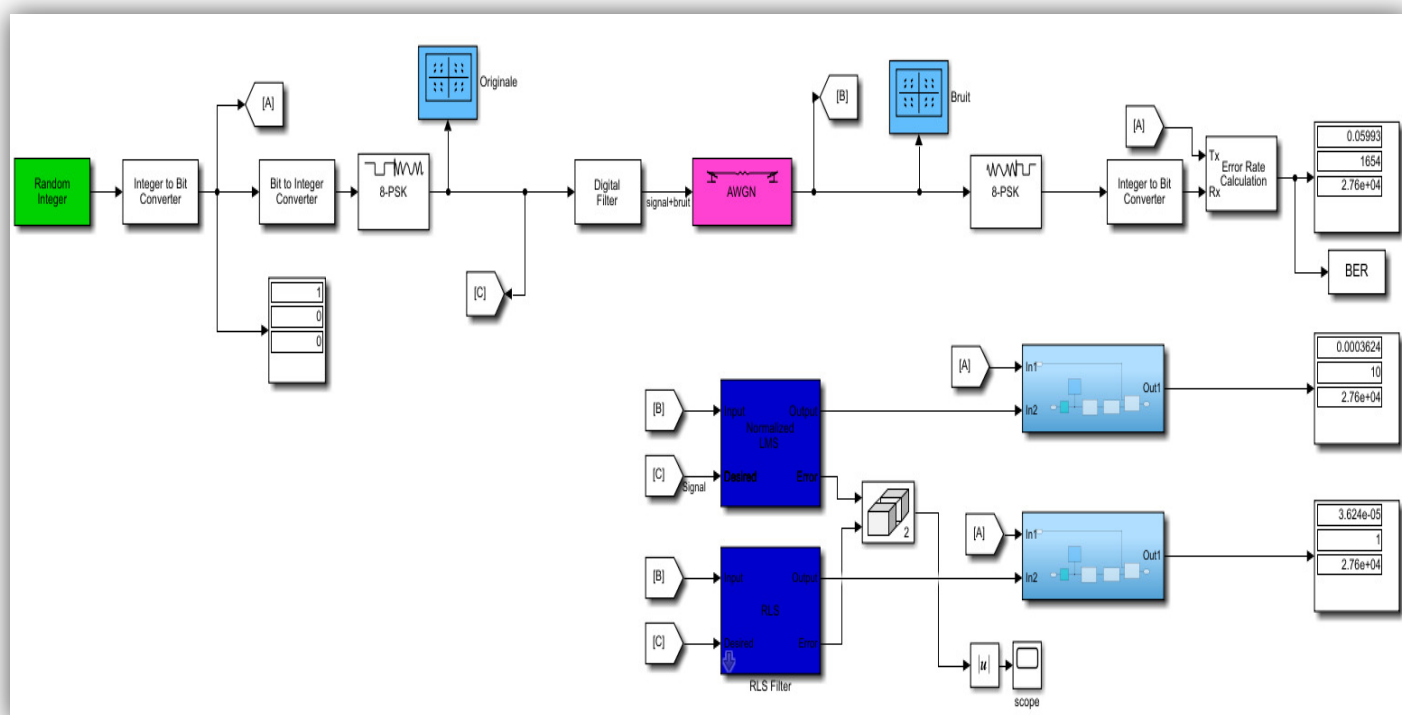 Originale
[A]
[B]
Bruit
[A]
0.05993
1654
2.76e+04
Random
Integer
Integer to Bit
Converter
Bit to Integer
Converter
8-PSK
Digital
Filter
signal+bruit
AWGN
8-PSK
Integer to Bit
Converter
Tx
Rx
Error Rate
Calculation
BER
[C]
1
0
0
[A]
In1
In2
Out1
0.0003624
10
2.76e+04
[B]
[C]
Signal
Input
Output
Normalized
LMS
Desired
Error
2
[A]
In1
In2
Out1
3.624e-05
1
2.76e+04
[B]
[C]
Input
Output
RLS
Desired
Error
RLS Filter
|u|
scope